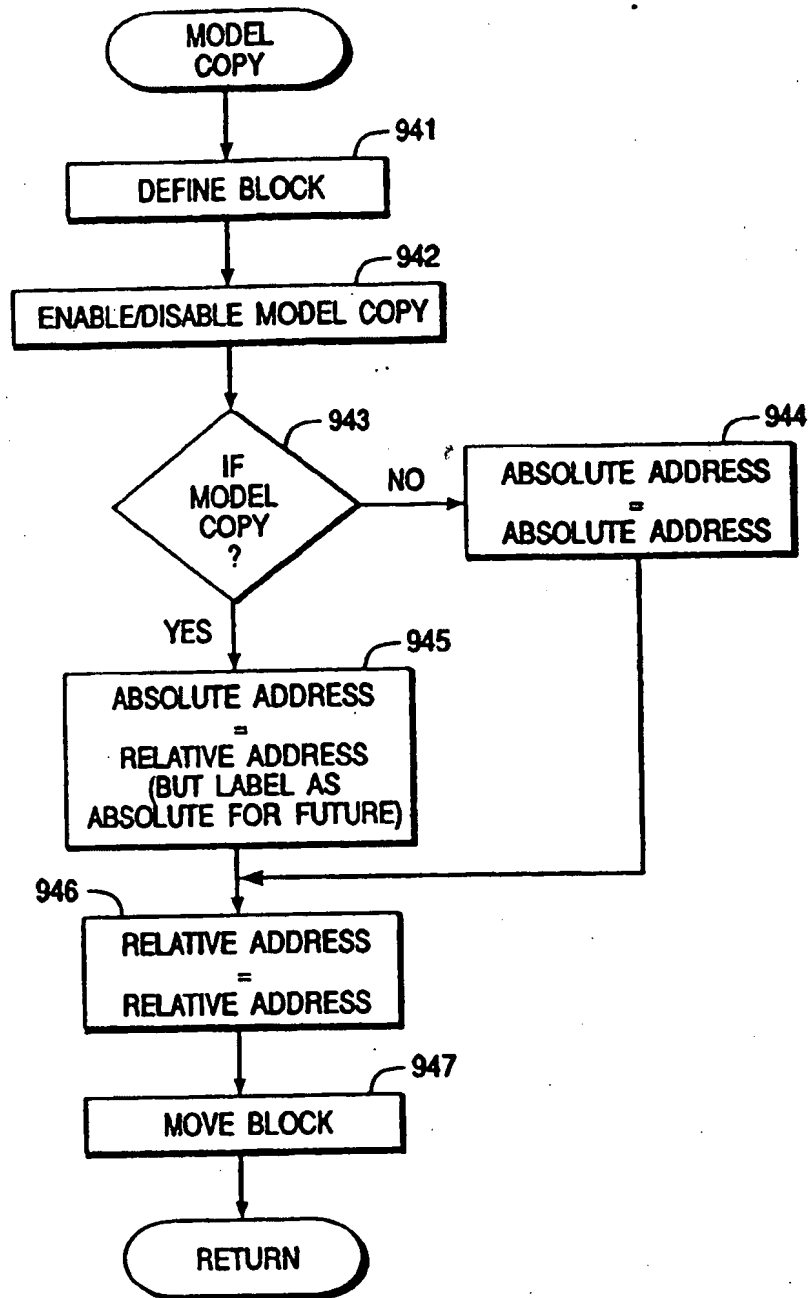 MODEL
COPY
941
DEFINE BLOCK
942
ENABLE/DISABLE MODEL COPY
943
IF
MODEL
COPY
?
NO
944
ABSOLUTE ADDRESS
=
ABSOLUTE ADDRESS
YES
945
ABSOLUTE ADDRESS
=
RELATIVE ADDRESS
(BUT LABEL AS
ABSOLUTE FOR FUTURE)
946
RELATIVE ADDRESS
=
RELATIVE ADDRESS
947
MOVE BLOCK
RETURN